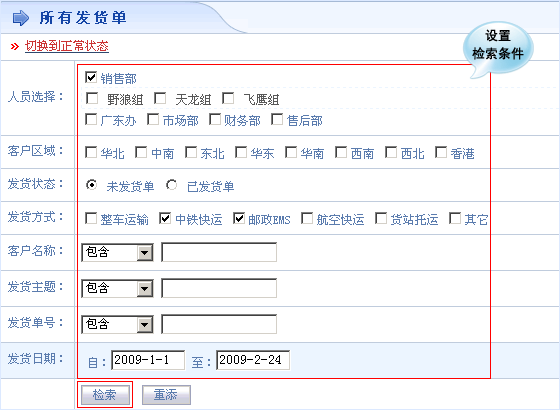 所有发货单
设置
检索条件
» 切换到正常状态
人员选择： 销售部
野狼组 天龙组 飞鹰组
广东办 市场部 财务部 售后部
客户区域： 华北 中南 东北 华东 华南 西南 西北 香港
发货状态： 未发货单 已发货单
发货方式： 整车运输 中铁快运 邮政EMS 航空快运 货站托运 其它
客户名称： 包含
发货主题： 包含
发货单号： 包含
发货日期： 自：2009-1-1 至：2009-2-24
检索 重添